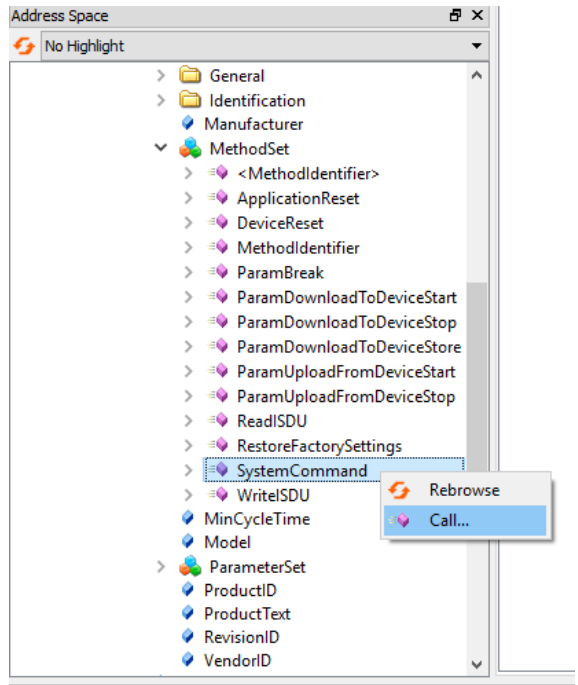 Address Space
No Highlight
General
Identification
Manufacturer
MethodSet
<MethodIdentifier>
ApplicationReset
DeviceReset
MethodIdentifier
ParamBreak
ParamDownloadToDeviceStart
ParamDownloadToDeviceStop
ParamDownloadToDeviceStore
ParamUploadFromDeviceStart
ParamUploadFromDeviceStop
ReadISDU
RestoreFactorySettings
SystemCommand
Rebrowse
WriteISDU
Call...
MinCycleTime
Model
ParameterSet
ProductID
ProductText
RevisionID
VendorID